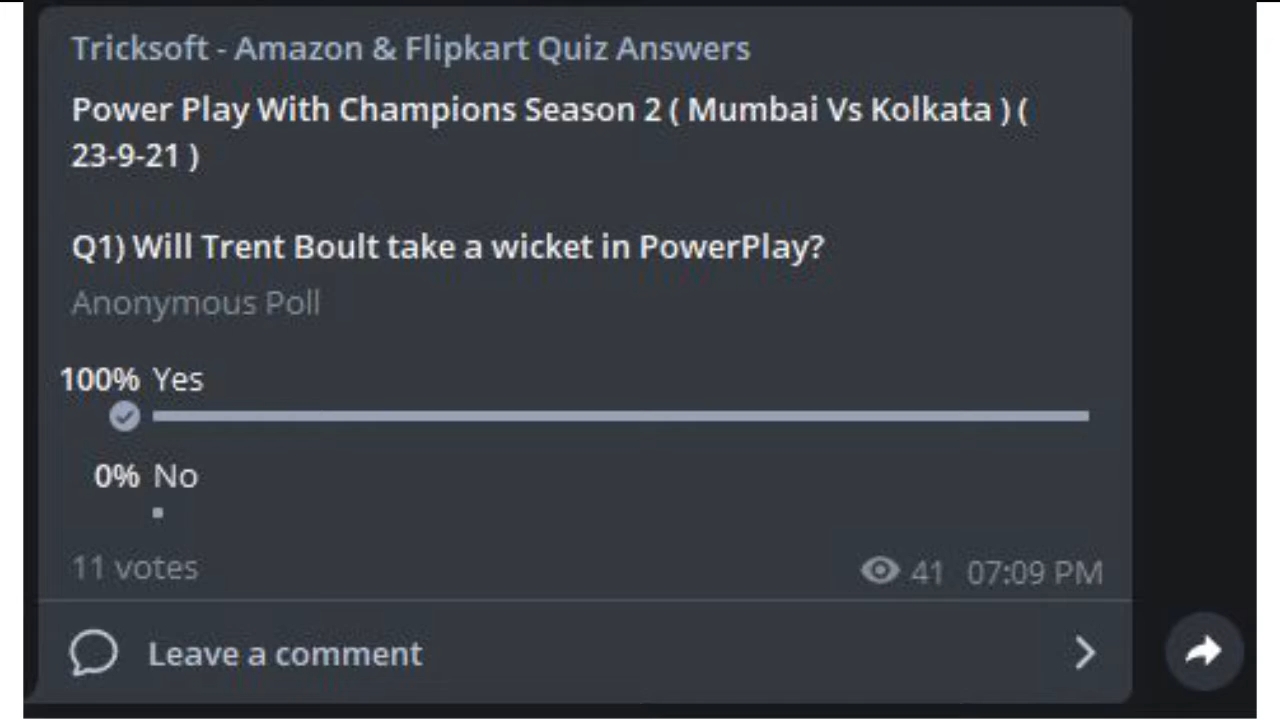 Tricksoft - Amazon & Flipkart Quiz Answers
Power Play With Champions Season 2 ( Mumbai Vs Kolkata ) (
23-9-21 )
Q1) Will Trent Boult take a wicket in PowerPlay?
Anonymous Poll
100% Yes
0% No
11 votes 41 07:09 PM
Leave a comment